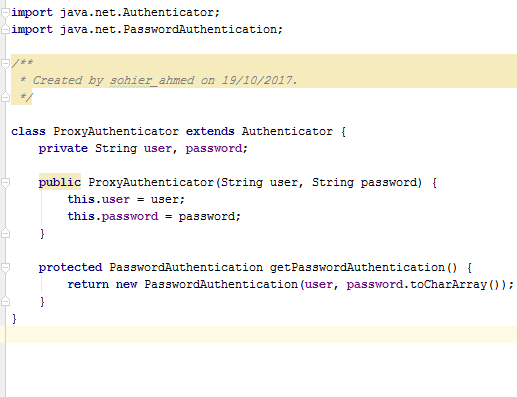 import java.net.Authenticator;
import java.net.PasswordAuthentication;
/**
 * Created by sohier_ahmed on 19/10/2017.
 */
class ProxyAuthenticator extends Authenticator {
    private String user, password;
    public ProxyAuthenticator(String user, String password) {
        this.user = user;
        this.password = password;
    }
    protected PasswordAuthentication getPasswordAuthentication() {
        return new PasswordAuthentication(user, password.toCharArray());
    }
}